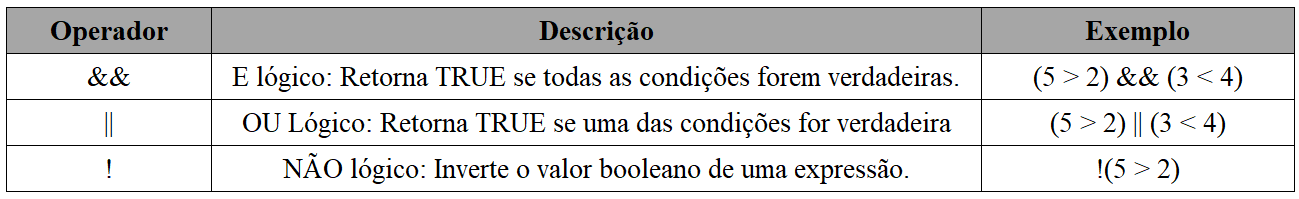 Operador Descrição Exemplo
&& E lógico: Retorna TRUE se todas as condições forem verdadeiras. (5 > 2) && (3 < 4)
|| OU Lógico: Retorna TRUE se uma das condições for verdadeira (5 > 2) || (3 < 4)
! NÃO lógico: Inverte o valor booleano de uma expressão. !(5 > 2)